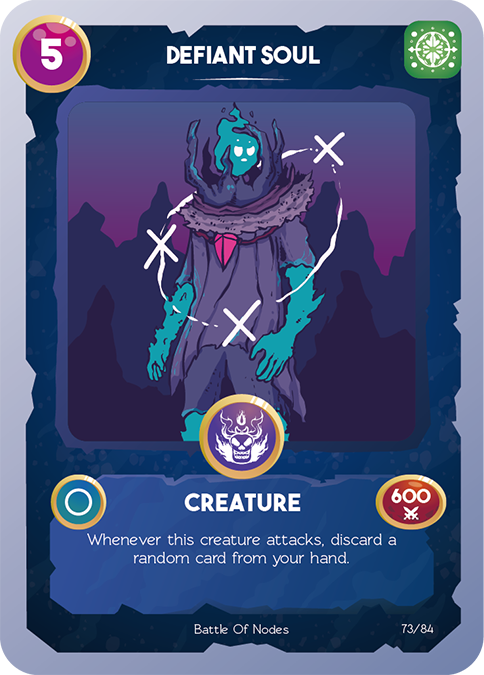 5
DEFIANT SOUL
CREATURE
600
Whenever this creature attacks, discard a
random card from your hand.
Battle Of Nodes
73/84